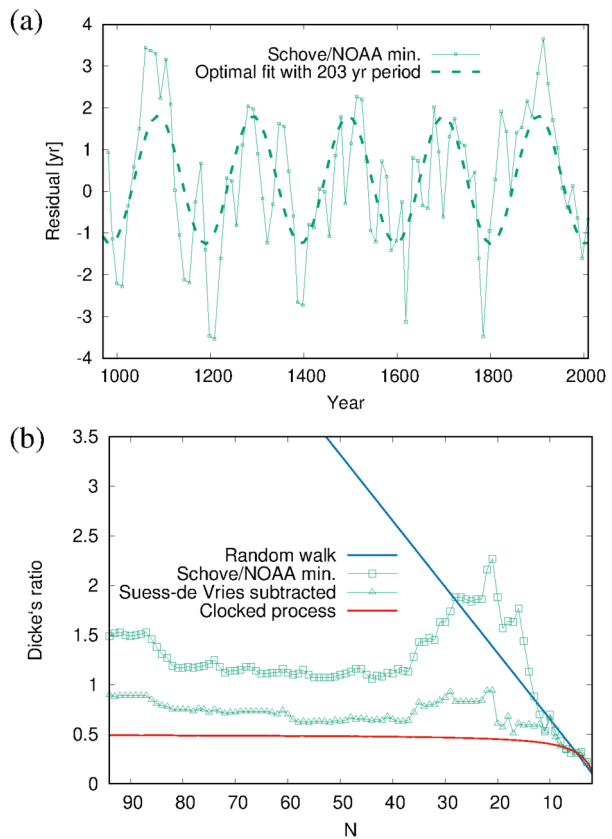 (a)
Schove/NOAA min.
Optimal fit with 203 yr period
Residual [yr]
4
3
2
1
0
-1
-2
-3
-4
1000 1200 1400 1600 1800 2000
Year
(b)
Random walk
Schove/NOAA min.
Suess-de Vries subtracted
Clocked process
Dicke's ratio
3.5
3
2.5
2
1.5
1
0.5
0
90 80 70 60 50 40 30 20 10
N